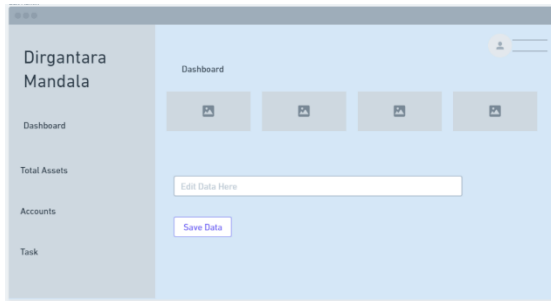 Dirgantara
Mandala
Dashboard
Total Assets
Accounts
Task
Dashboard
Edit Data Here
Save Data